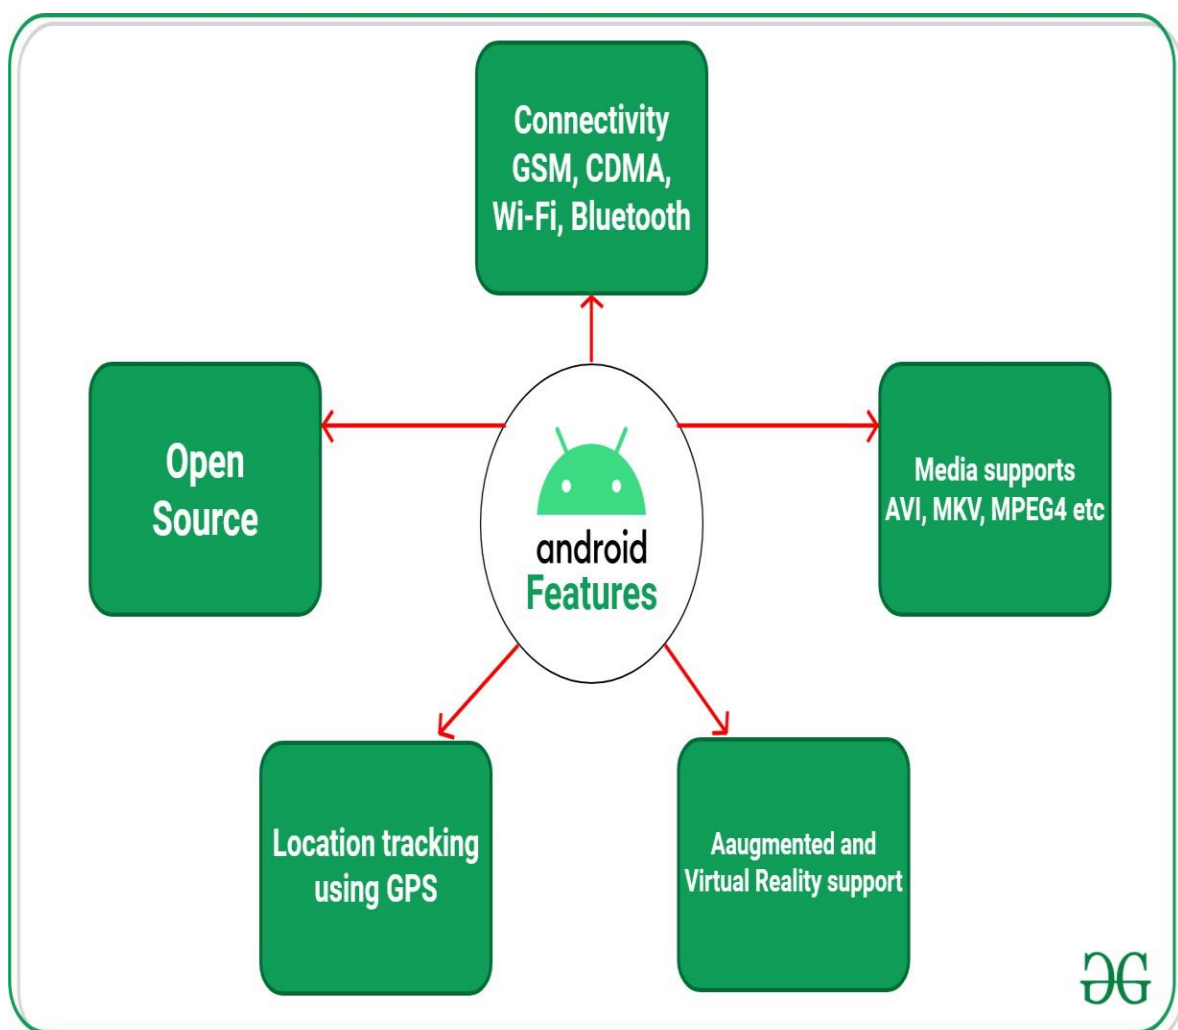 Connectivity
GSM, CDMA,
Wi-Fi, Bluetooth
Open
Source
android
Features
Media supports
AVI, MKV, MPEG4 etc
Location tracking
using GPS
Aaugmented and
Virtual Reality support